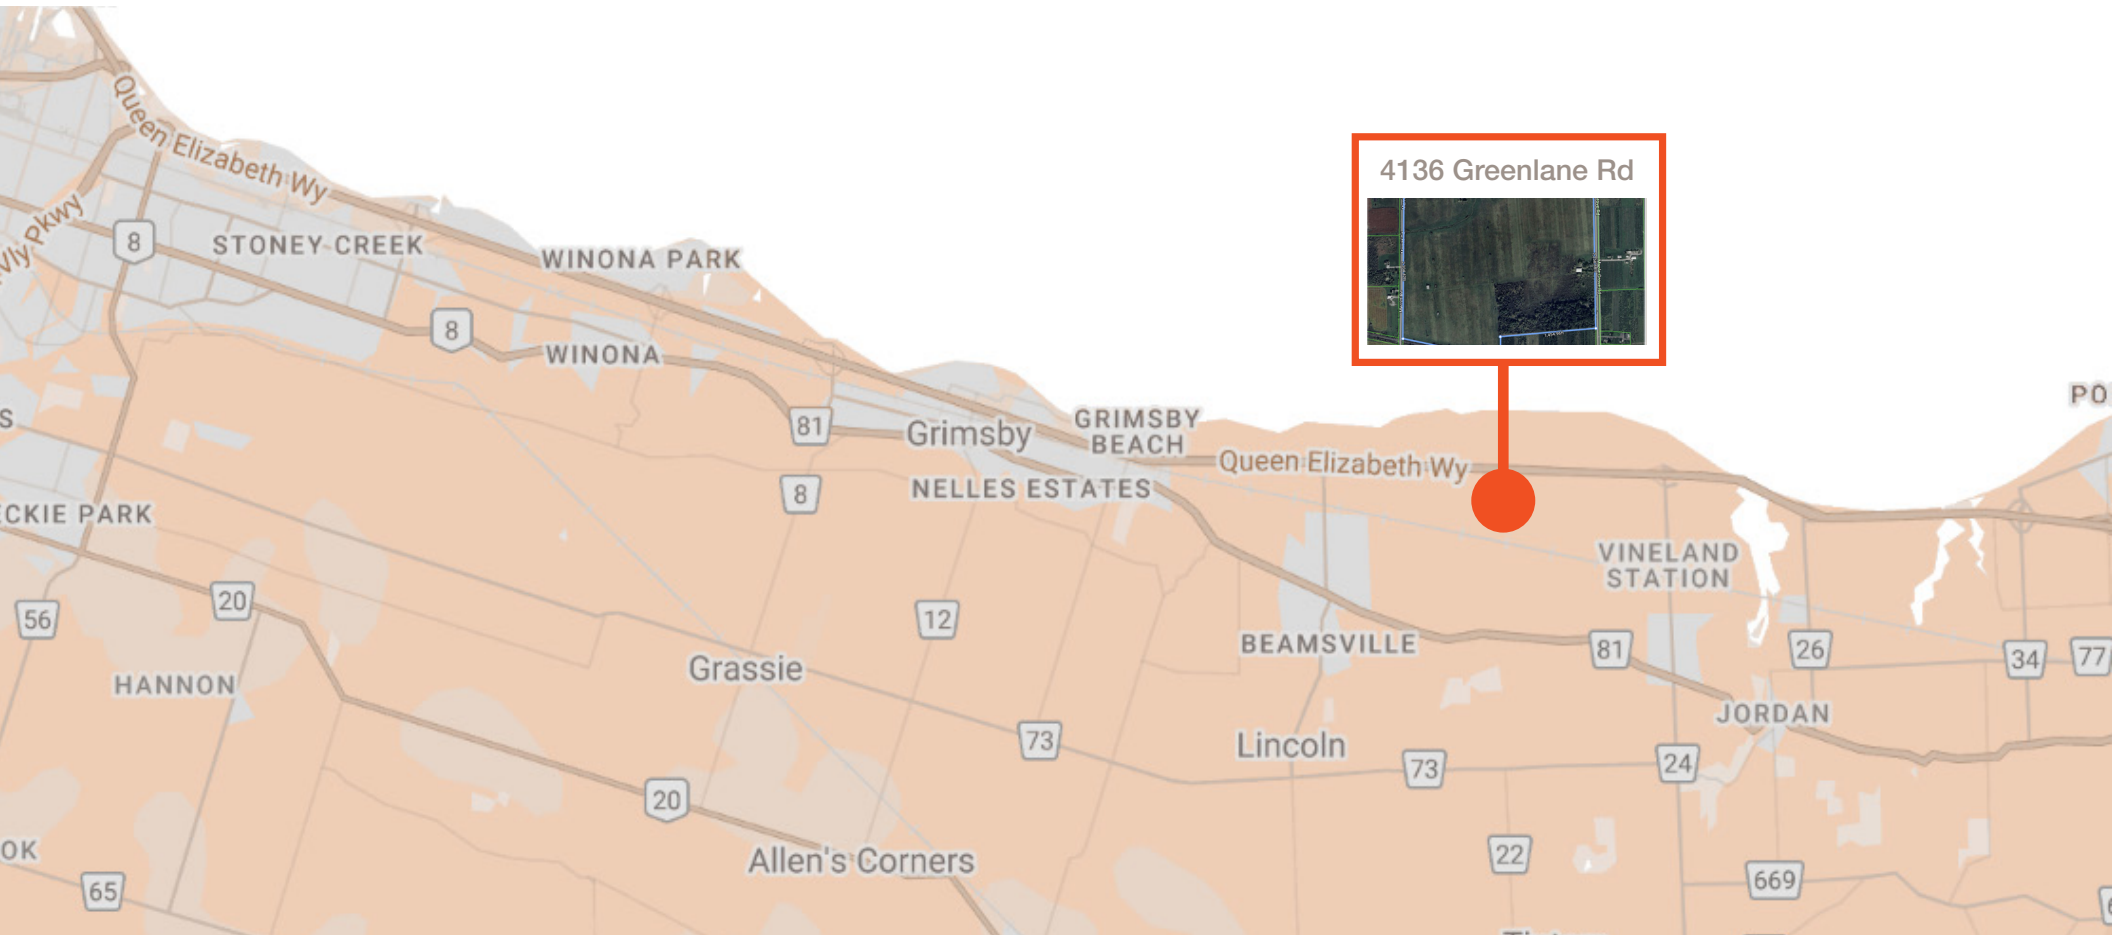 4136 Greenlane Rd
Queen Elizabeth Wy
Pkwy
8
STONEY CREEK
WINONA PARK
8
WINONA
81
Grimsby
GRIMSBY
BEACH
Queen Elizabeth Wy
8
NELLES ESTATES
CKIE PARK
VINELAND
STATION
56
20
12
BEAMSVILLE
81
26
34
77
HANNON
Grassie
JORDAN
73
Lincoln
73
24
20
22
Allen's Corners
OK
65
669
PO
S